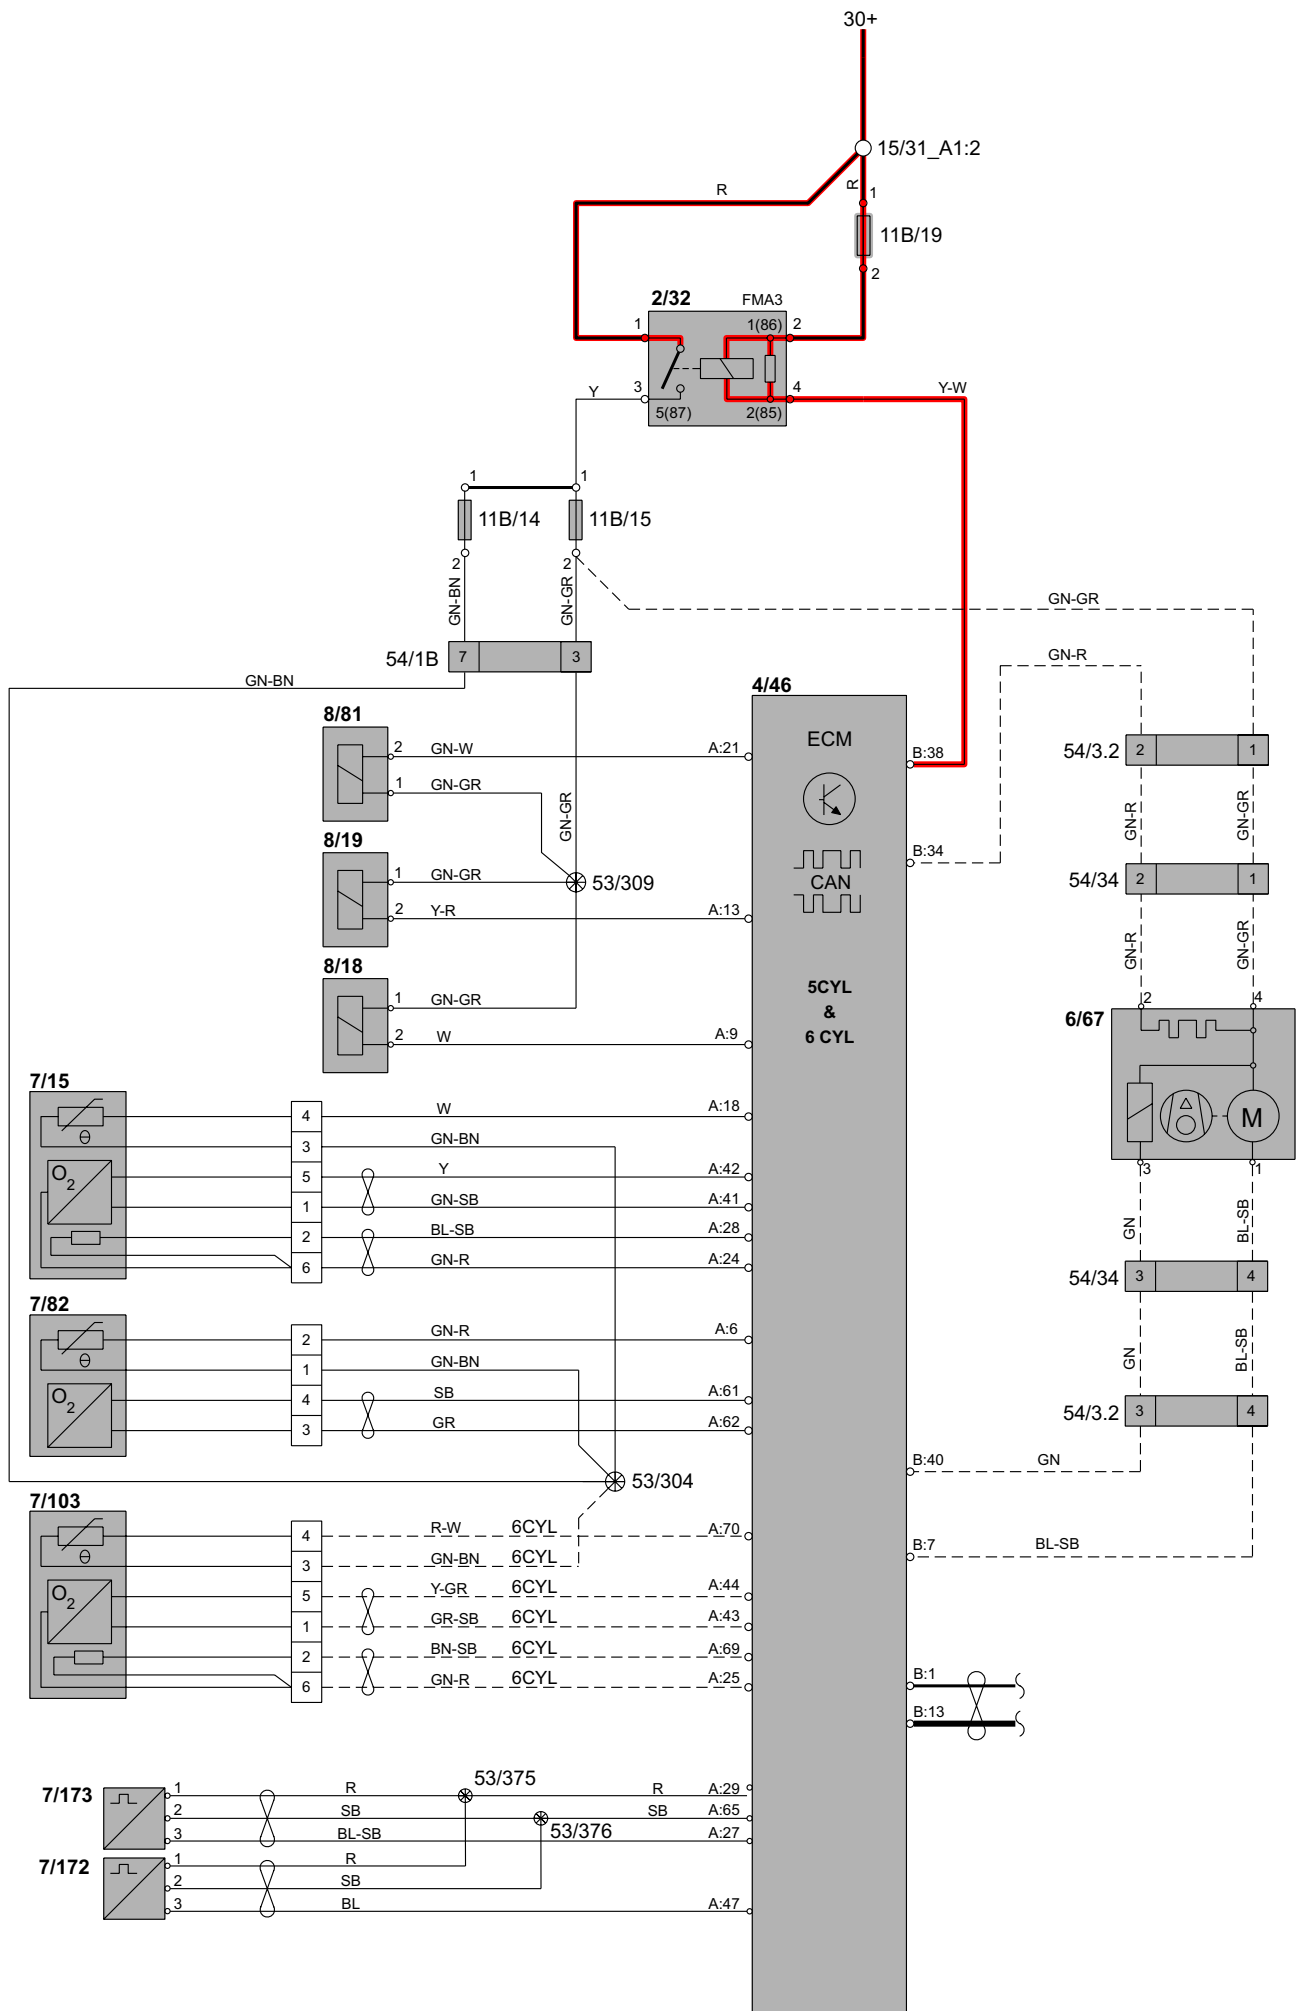 30+
15/31_A1:2
R
R
1
11B/19
2
2/32 FMA3
1 1(86) 2
Y 3 5(87) 2(85) 4 Y-W
1 1
11B/14 11B/15
2 2
GN-BN GN-GR GN-GR
54/1B 7 3 GN-R
GN-BN
4/46
8/81
ECM
2 GN-W A:21 B:38
1 GN-GR
GN-GR
54/3.2 2 1
GN-R GN-GR
8/19
B:34
CAN
1 GN-GR 53/309
54/34 2 1
2 Y-R A:13
GN-R GN-GR
8/18
1 GN-GR
5CYL
&
6 CYL
2 W A:9
2 4
6/67
M
3 1
7/15
θ
O2
4 W A:18
3 GN-BN
5 Y A:42
1 GN-SB A:41
2 BL-SB A:28
6 GN-R A:24
GN BL-SB
54/34 3 4
GN BL-SB
54/3.2 3 4
7/82
θ
O2
2 GN-R A:6
1 GN-BN
4 SB A:61
3 GR A:62
B:40 GN
53/304
7/103
θ
O2
4 R-W 6CYL A:70
3 GN-BN 6CYL
B:7 BL-SB
5 Y-GR 6CYL A:44
1 GR-SB 6CYL A:43
2 BN-SB 6CYL A:69
6 GN-R 6CYL A:25
B:1
B:13
53/375
7/173 1 R R A:29
2 SB SB A:65
53/376
3 BL-SB A:27
7/172 1 R
2 SB
3 BL A:47